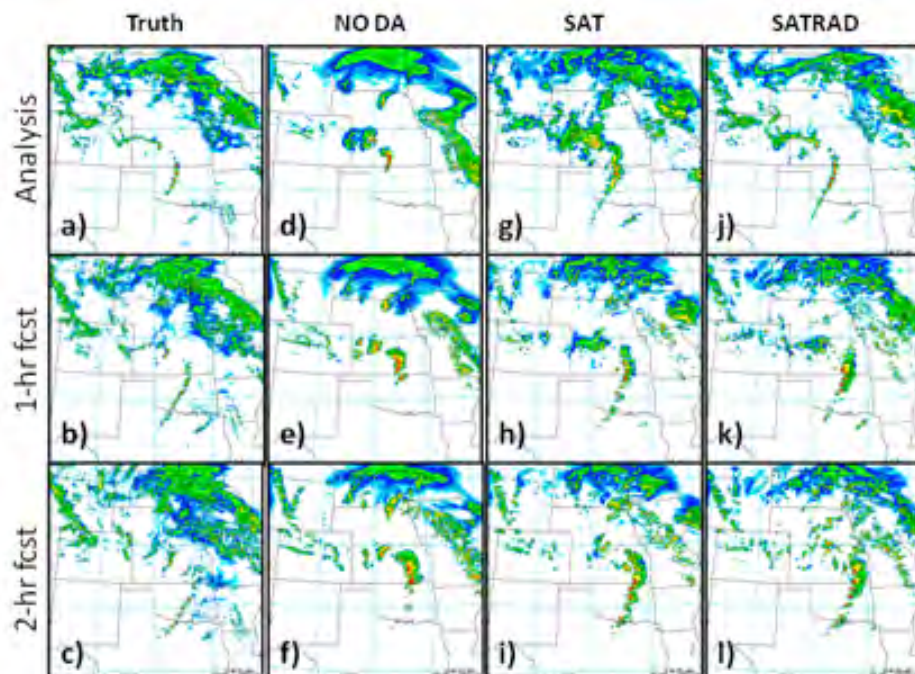 Truth NO DA SAT SATRAD
Analysis
a) d) g) j)
1-hr fcst
b) e) h) k)
2-hr fcst
c) f) i) l)